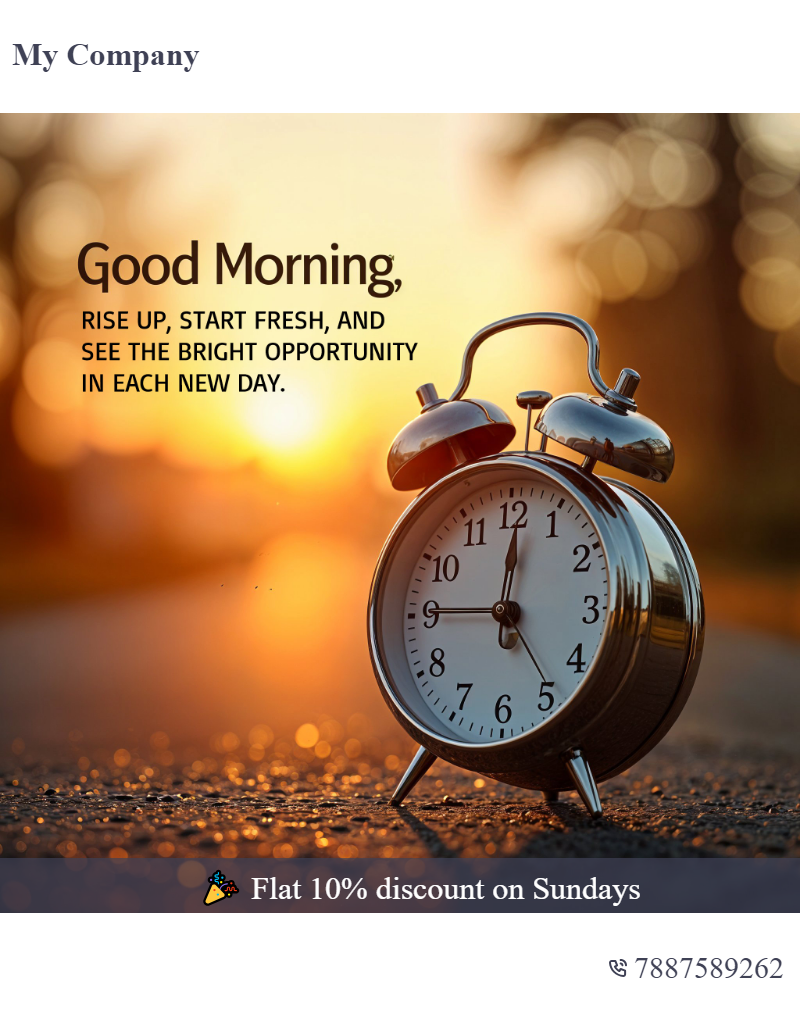 My Company
Good Morning,
RISE UP, START FRESH, AND
SEE THE BRIGHT OPPORTUNITY
IN EACH NEW DAY.
12
11 1
10 2
9 3
8 4
7 5
6
Flat 10% discount on Sundays
7887589262